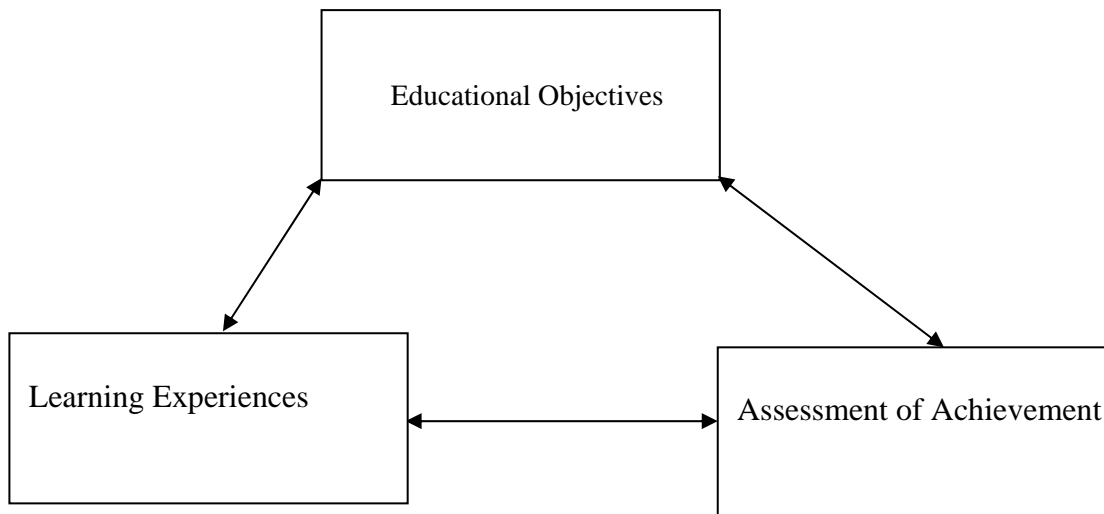 Educational Objectives
Learning Experiences
Assessment of Achievement